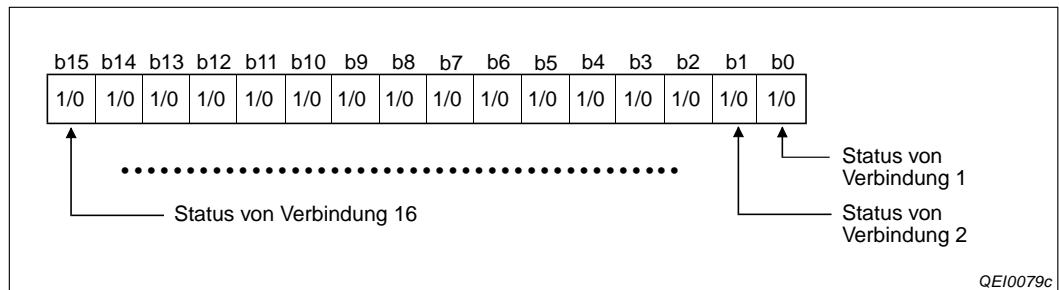 b15 b14 b13 b12 b11 b10 b9 b8 b7 b6 b5 b4 b3 b2 b1 b0
1/0 1/0 1/0 1/0 1/0 1/0 1/0 1/0 1/0 1/0 1/0 1/0 1/0 1/0 1/0 1/0
Status von
Verbindung 1
Status von Verbindung 16
Status von
Verbindung 2
QEI0079c